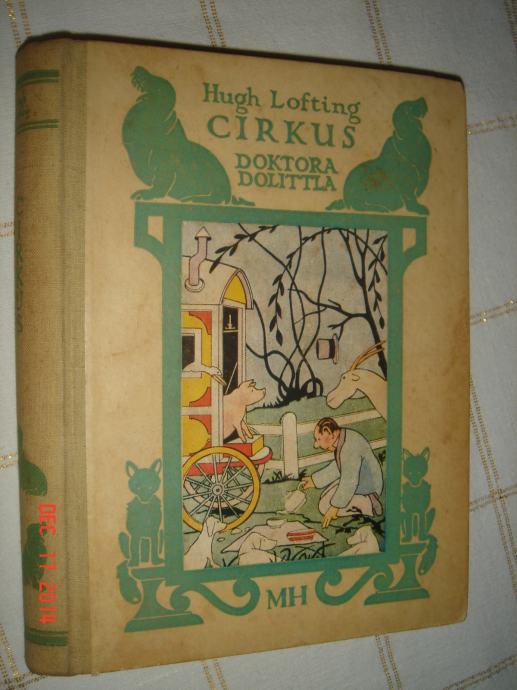 Hugh Lofting
CIRKUS
DOKTORA
DOLITTLA
MH
DEC 17 2014